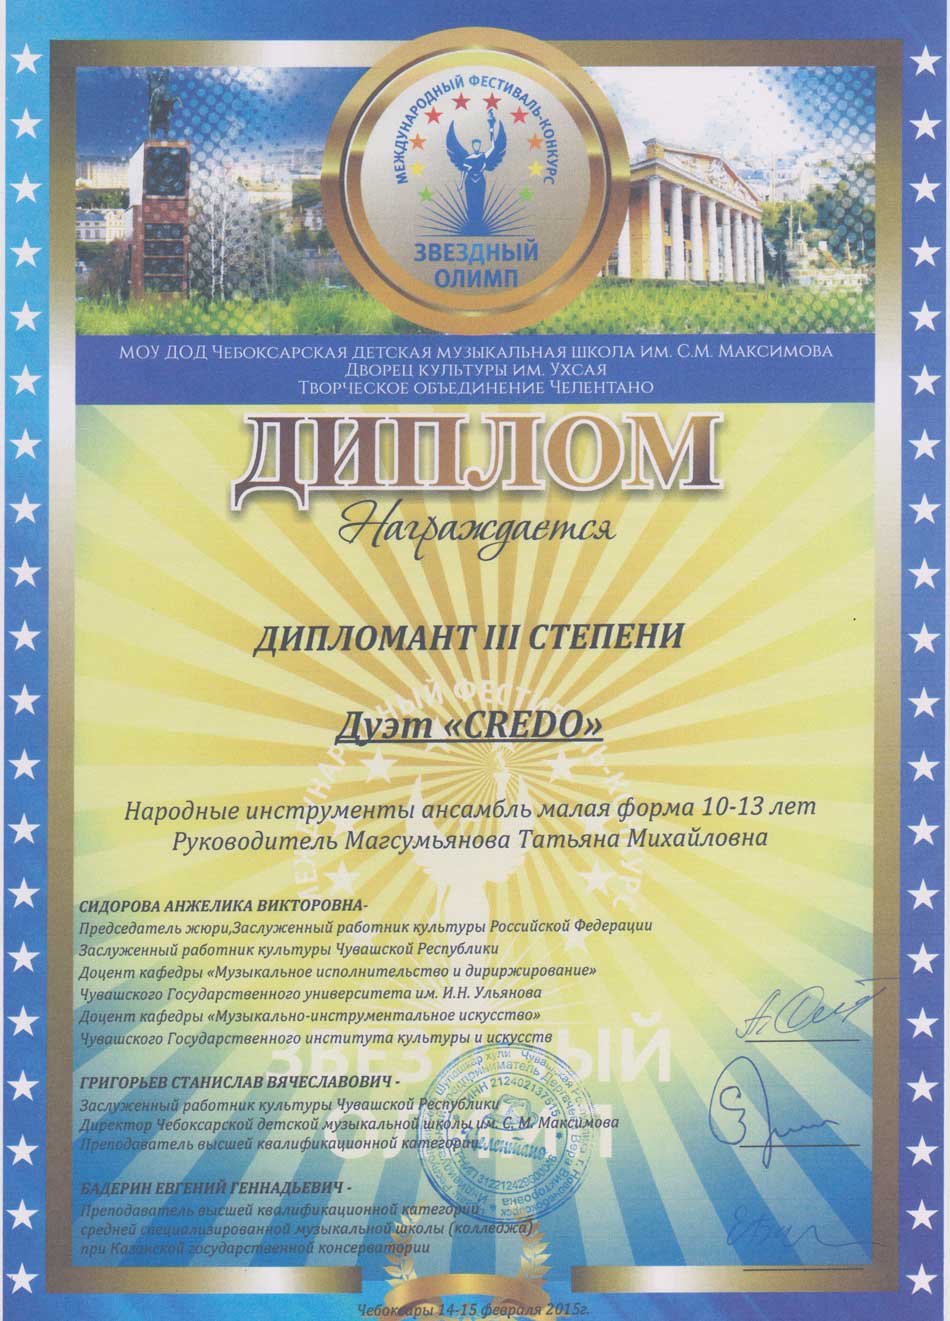 МЕЖДУНАРОДНЫЙ ФЕСТИВАЛЬ-КОНКУРС
ЗВЕЗДНЫЙ
ОЛИМП
МОУ ДОД Чебоксарская детская музыкальная школа им. С.М. Максимова
Дворец культуры им. Ухсая
Творческое объединение Челентано
ДИПЛОМ
Награждается
ДИПЛОМАНТ III СТЕПЕНИ
Дуэт «CREDO»
Народные инструменты ансамбль малая форма 10-13 лет
Руководитель Магсумьянова Татьяна Михайловна
СИДОРОВА АНЖЕЛИКА ВИКТОРОВНА-
Председатель жюри,Заслуженный работник культуры Российской Федерации
Заслуженный работник культуры Чувашской Республики
Доцент кафедры «Музыкальное исполнительство и дириржирование»
Чувашского Государственного университета им. И.Н. Ульянова
Доцент кафедры «Музыкально-инструментальное искусство»
Чувашского Государственного института культуры и искусств
ЗВЕЗДНЫЙ
ОЛИМП
ГРИГОРЬЕВ СТАНИСЛАВ ВЯЧЕСЛАВОВИЧ -
Заслуженный работник культуры Чувашской Республики
Директор Чебоксарской детской музыкальной школы им. С. М. Максимова
Преподаватель высшей квалификационной категории
Челентано
БАДЕРИН ЕВГЕНИЙ ГЕННАДЬЕВИЧ -
Преподаватель высшей квалификационной категории
средней специализированной музыкальной школы (колледжа)
при Казанской государственной консерватории
Чебоксары 14-15 февраля 2015г.